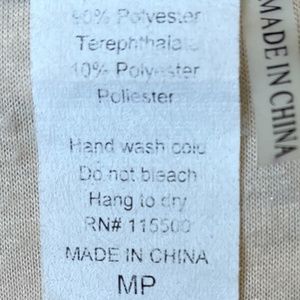 90% Polyester
Terephthalate
10% Polyester
Poliester
Hand wash cold
Do not bleach
Hang to dry
RN# 115500
MADE IN CHINA
MP
MADE IN CHINA